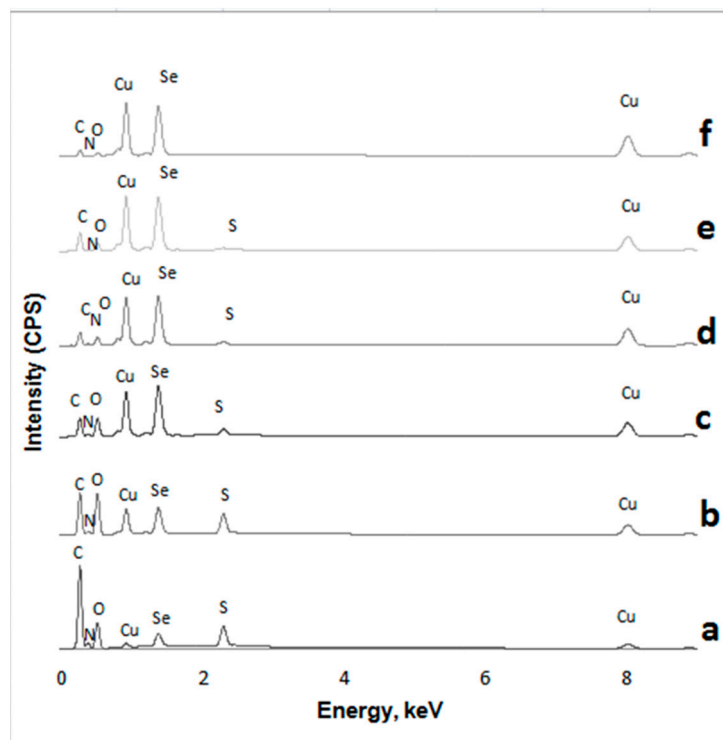 Cu Se Cu
C N O f
Cu Se Cu
C N O S e
Cu Se Cu
C N O S d
Cu Se Cu
C N O S c
C N O Cu Se S Cu b
C N O Cu Se S Cu a
0 2 4 6 8
Energy, keV
Intensity (CPS)